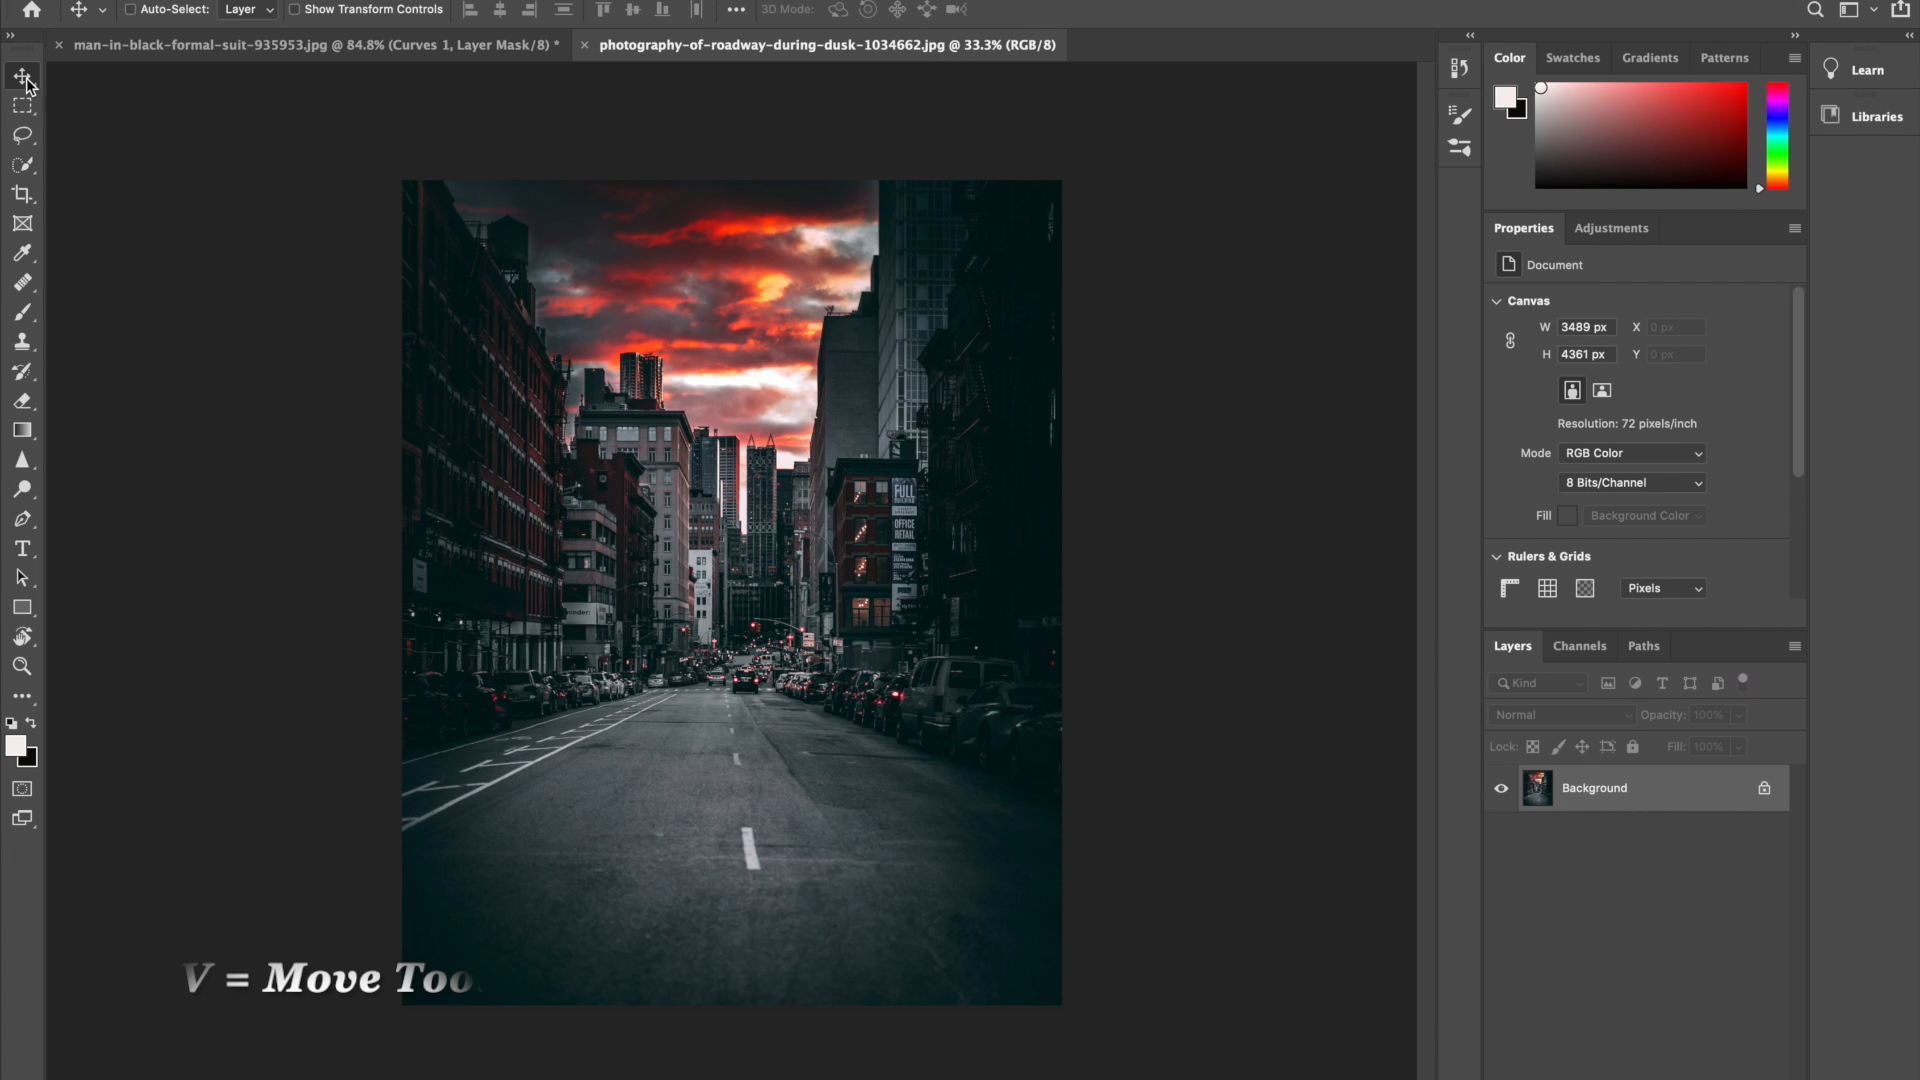 Auto-Select: Layer Show Transform Controls 3D Mode:
man-in-black-formal-suit-935953.jpg @ 84.8% (Curves 1, Layer Mask/8) *
photography-of-roadway-during-dusk-1034662.jpg @ 33.3% (RGB/8)
Color Swatches Gradients Patterns
Learn
Libraries
Properties Adjustments
Document
Canvas
W 3489 px X 0 px
H 4361 px Y 0 px
Resolution: 72 pixels/inch
Mode RGB Color
8 Bits/Channel
Fill Background Color
Rulers & Grids
Pixels
Layers Channels Paths
Kind
Normal Opacity: 100%
Lock: Fill: 100%
Background
FULL
OFFICE
RETAIL
V = Move Too